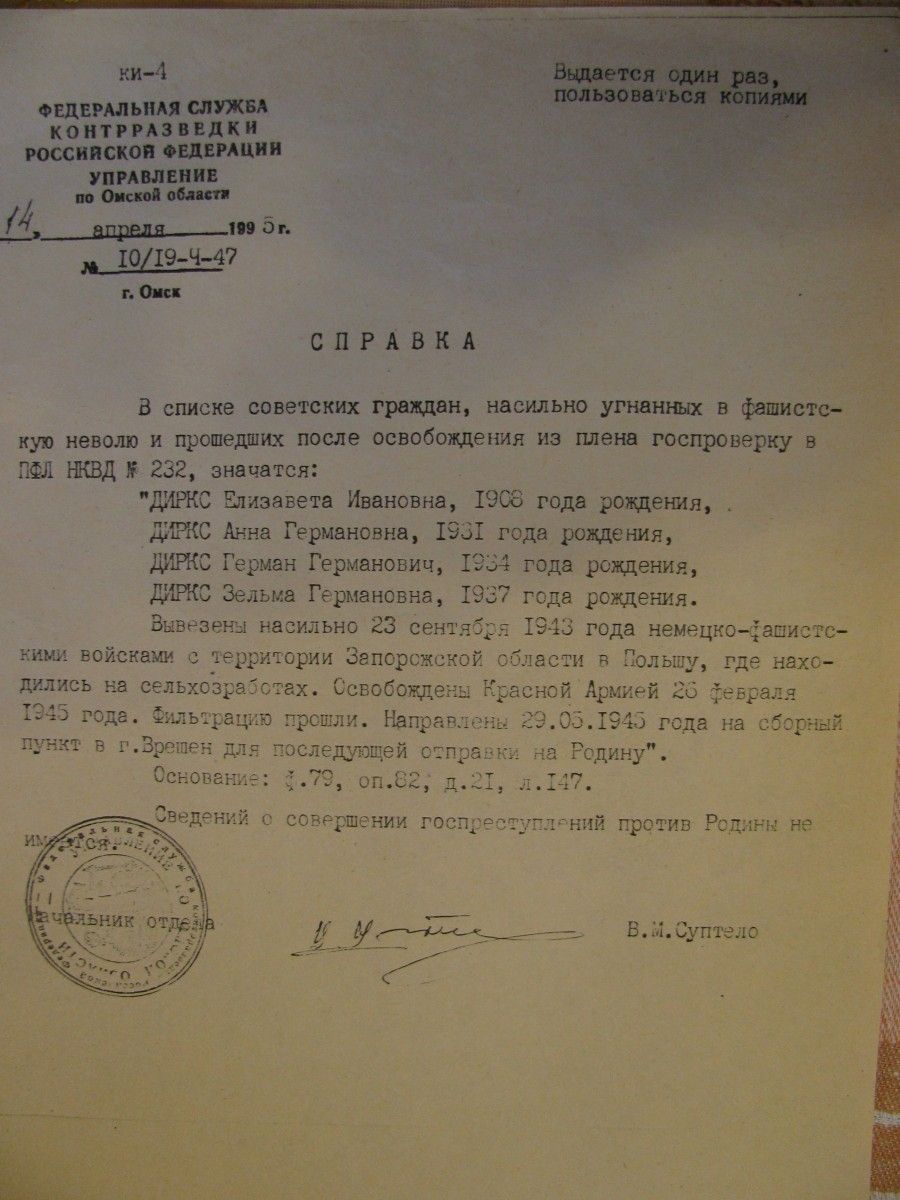 ки-4
Выдается один раз,
пользоваться копиями
ФЕДЕРАЛЬНАЯ СЛУЖБА
КОНТРРАЗВЕДКИ
РОССИЙСКОЙ ФЕДЕРАЦИИ
УПРАВЛЕНИЕ
по Омской области
14, апреля 1995 г.
№ 10/19-Ч-47
г. Омск
СПРАВКА
В списке советских граждан, насильно угнанных в фашистс-
кую неволю и прошедших после освобождения из плена госпроверку в
ПФЛ НКВД № 232, значатся:
"ДИРКС Елизавета Ивановна, 1908 года рождения,
ДИРКС Анна Германовна, 1931 года рождения,
ДИРКС Герман Германович, 1934 года рождения,
ДИРКС Зельма Германовна, 1937 года рождения.
Вывезены насильно 23 сентября 1943 года немецко-фашистс-
кими войсками с территории Запорожской области в Польшу, где нахо-
дились на сельхозработах. Освобождены Красной Армией 26 февраля
1945 года. Фильтрацию прошли. Направлены 29.05.1945 года на сборный
пункт в г.Врешен для последующей отправки на Родину".
Основание: ф.79, оп.82, д.21, л.147.
Сведений о совершении госпреступлений против Родины не
имеется.
Начальник отдела
В.М.Суптело